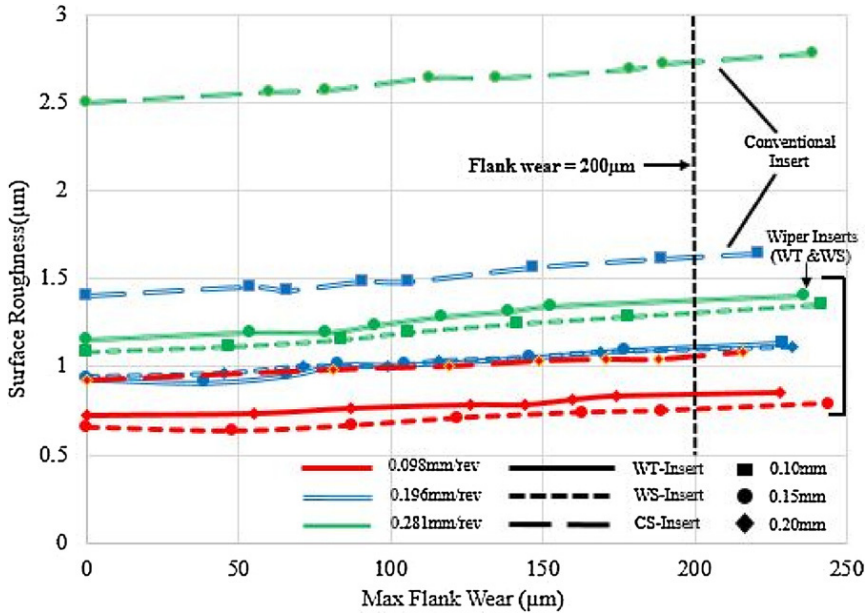 3
2.5
2
1.5
1
0.5
0
Surface Roughness(μm)
Flank wear = 200μm
Conventional
Insert
Wiper Inserts
(WT &WS)
0.098mm/rev
WT-Insert
0.10mm
0.196mm/rev
WS-Insert
0.15mm
0.281mm/rev
CS-Insert
0.20mm
0
50
100
150
200
250
Max Flank Wear (μm)